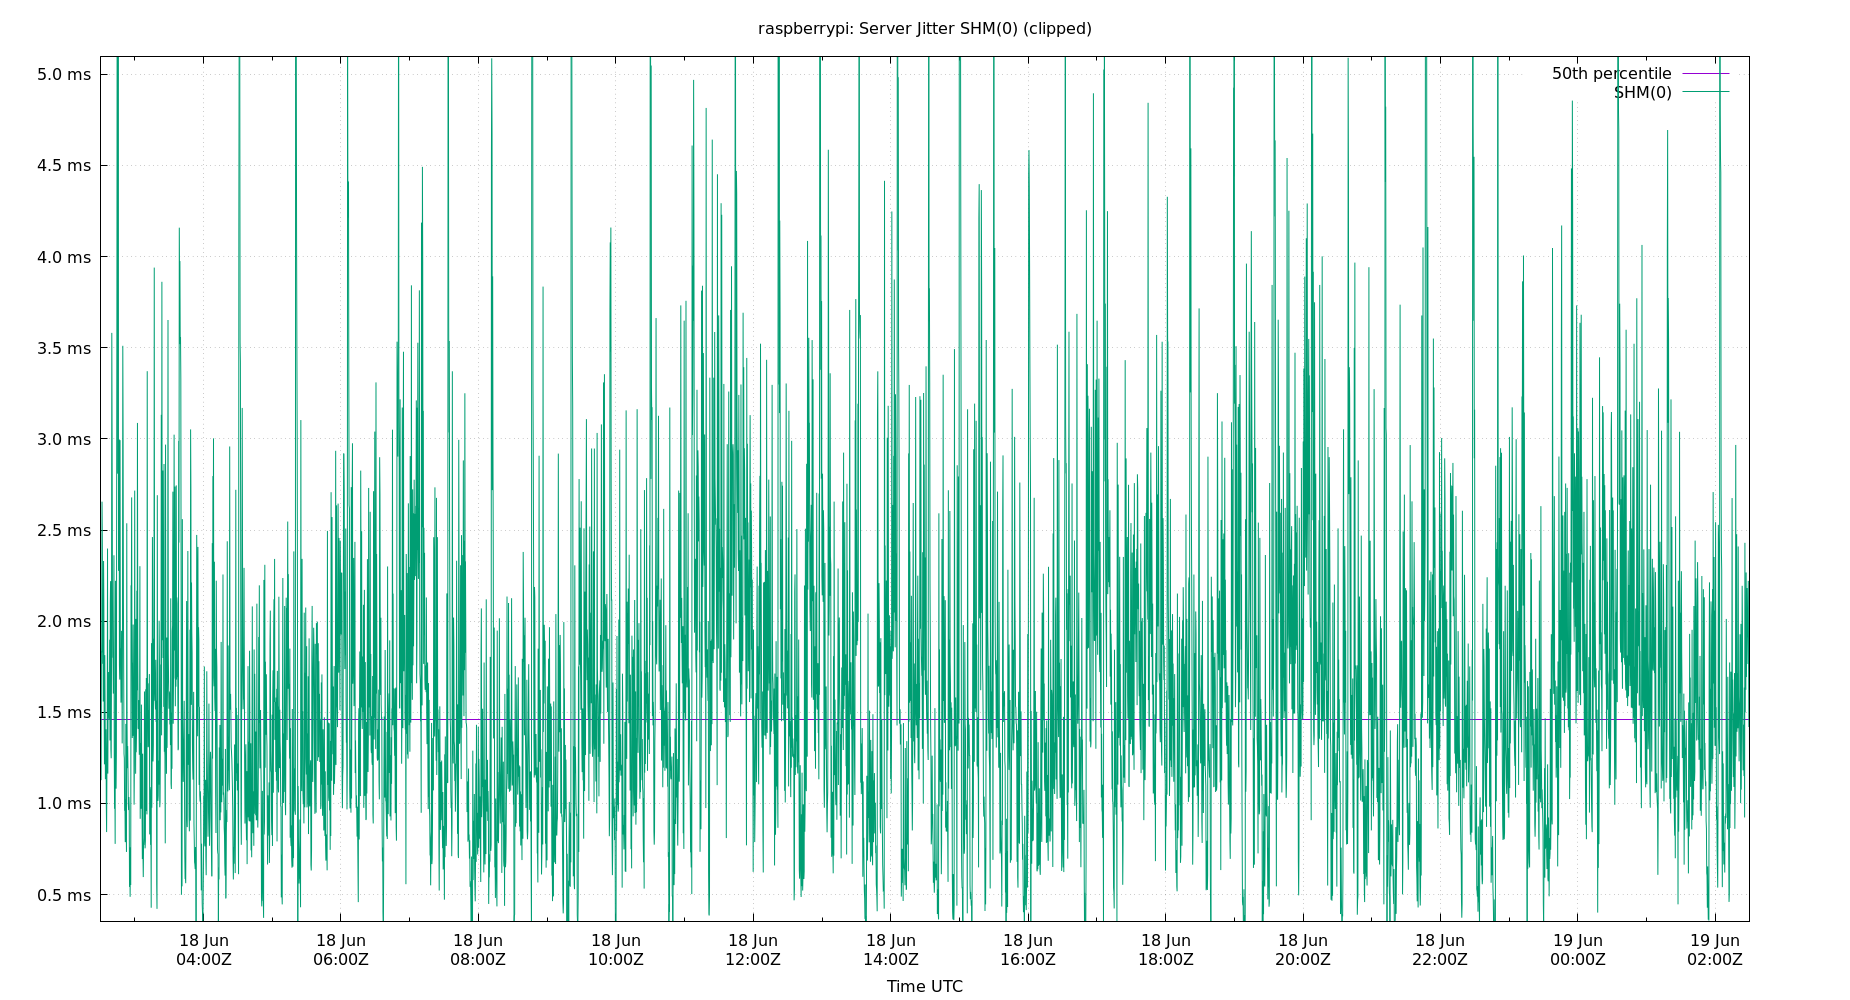 raspberrypi: Server Jitter SHM(0) (clipped)
50th percentile
SHM(0)
5.0 ms
4.5 ms
4.0 ms
3.5 ms
3.0 ms
2.5 ms
2.0 ms
1.5 ms
1.0 ms
0.5 ms
18 Jun 18 Jun 18 Jun 18 Jun 18 Jun 18 Jun 18 Jun 18 Jun 18 Jun 18 Jun 19 Jun 19 Jun
04:00Z 06:00Z 08:00Z 10:00Z 12:00Z 14:00Z 16:00Z 18:00Z 20:00Z 22:00Z 00:00Z 02:00Z
Time UTC